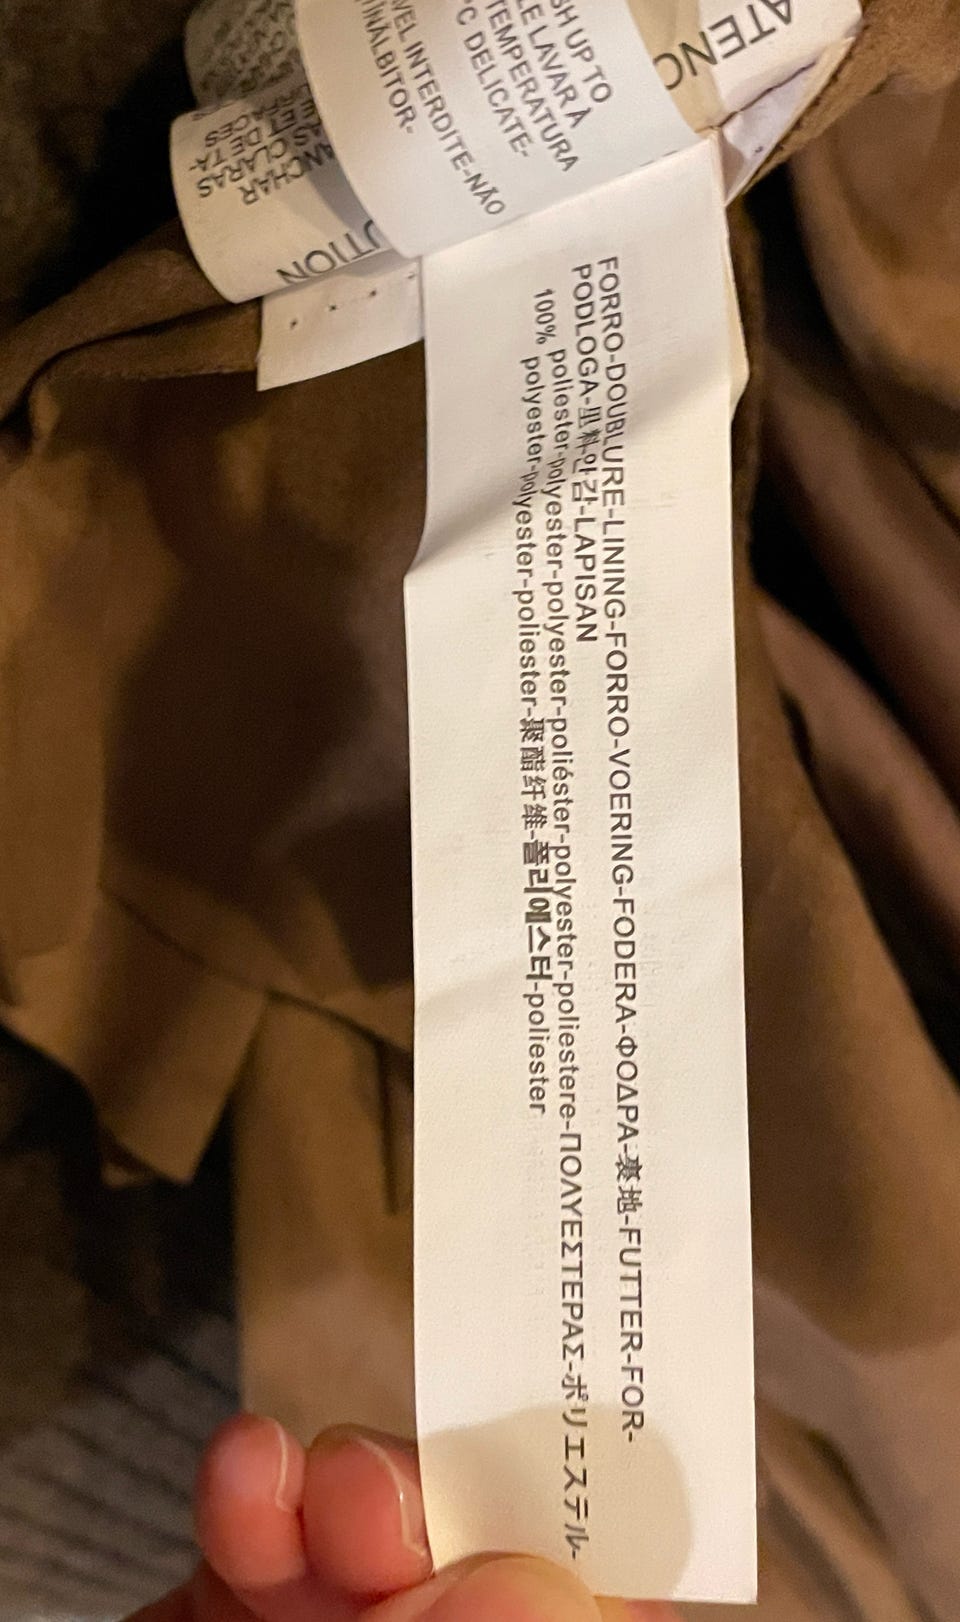 FORRO-DOUBLURE-LINING-FORRO-VOERING-FODERA-ΦΟΔΡΑ-裏地-FUTTER-FOR-
PODLOGA-里料안감-LAPISAN
100% poliester-polyester-polyester-poliéster-polyester-poliestere-ΠΟΛΥΕΣΤΕΡΑΣ-ポリエステル-
polyester-polyester-poliester-聚酯纤维-폴리에스터-poliester
SH UP TO
LE LAVAR À
TEMPERATURA
°C DELICATE-
VEL INTERDITE-NÃO
TÍNÁLBITOR-
ATENC
UTION